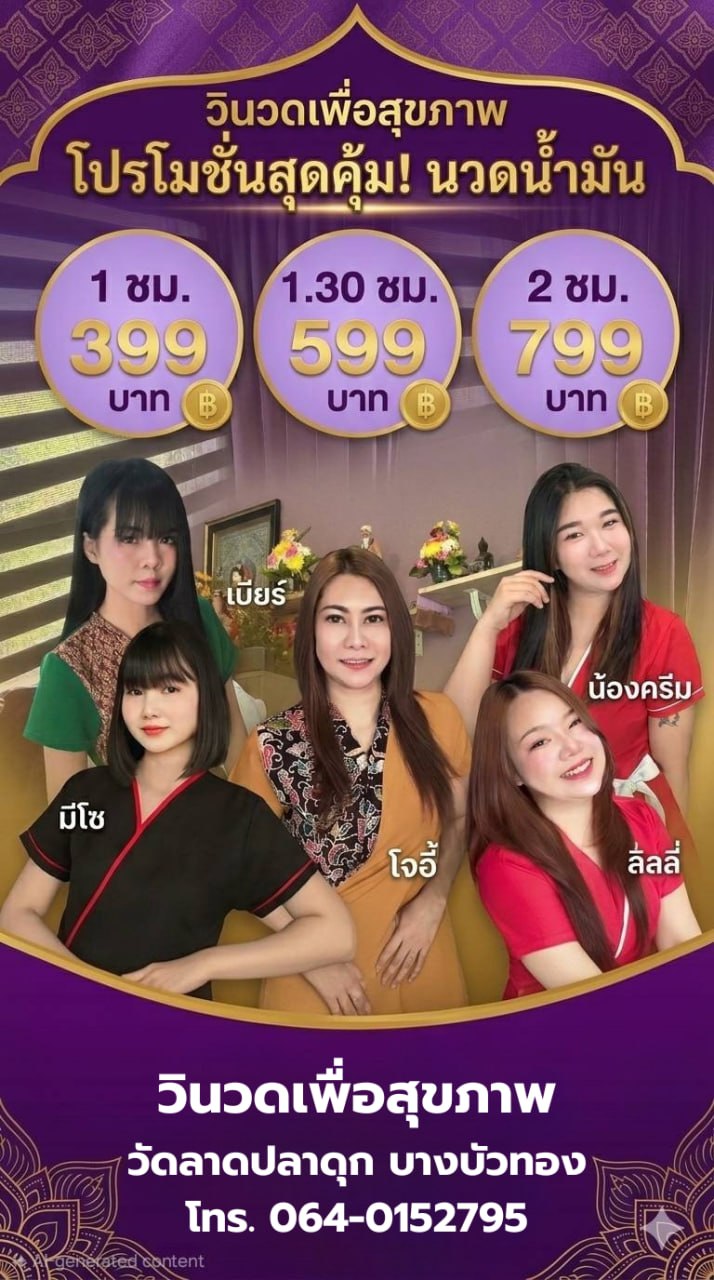 วินวดเพื่อสุขภาพ
โปรโมชั่นสุดคุ้ม! นวดน้ำมัน
1 ชม.
399
บาท
฿
1.30 ชม.
599
บาท
฿
2 ชม.
799
บาท
฿
เบียร์
น้องครีม
มีโซ
โจอี้
ลิลลี่
วินวดเพื่อสุขภาพ
วัดลาดปลาดุก บางบัวทอง
โทร. 064-0152795
AI-generated content